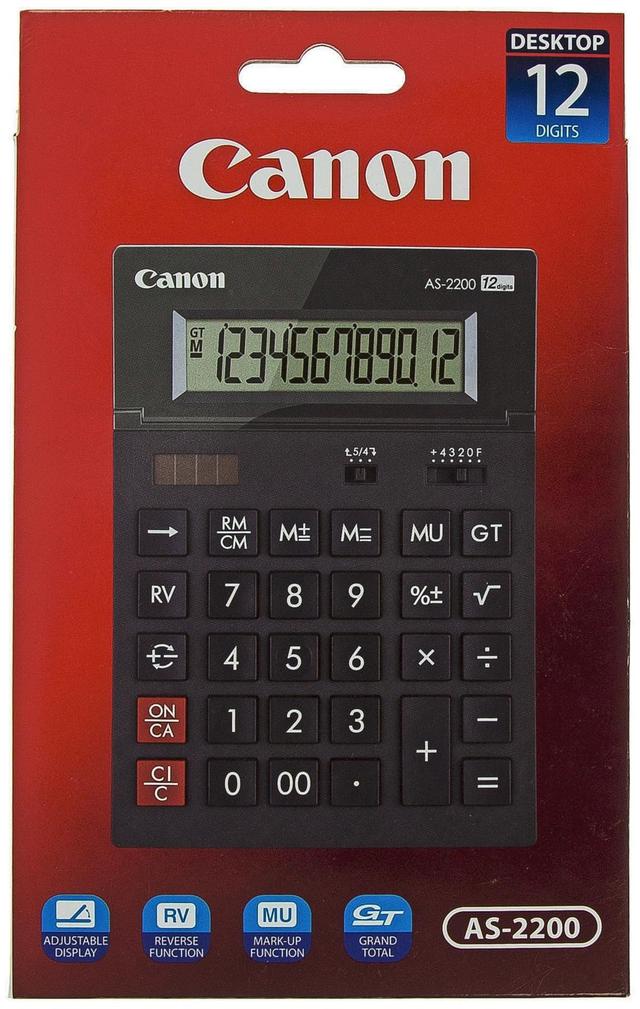 DESKTOP
12
DIGITS
Canon
Canon
AS-2200 12 digits
GT
M
1234567890.12
5/4
+4320F
→ RM/CM M± M= MU GT
RV 7 8 9 %± √
4 5 6 × ÷
ON/CA 1 2 3 + −
CI/C 0 00 . =
RV MU GT
ADJUSTABLE DISPLAY
REVERSE FUNCTION
MARK-UP FUNCTION
GRAND TOTAL
AS-2200